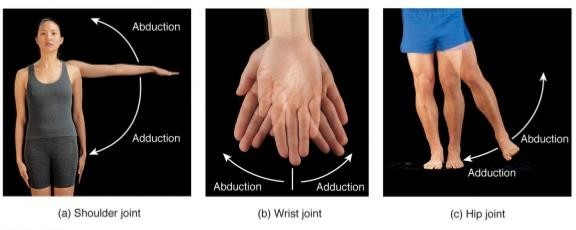 Abduction
Adduction
Abduction
Adduction
Abduction
Adduction
(a) Shoulder joint
(b) Wrist joint
(c) Hip joint